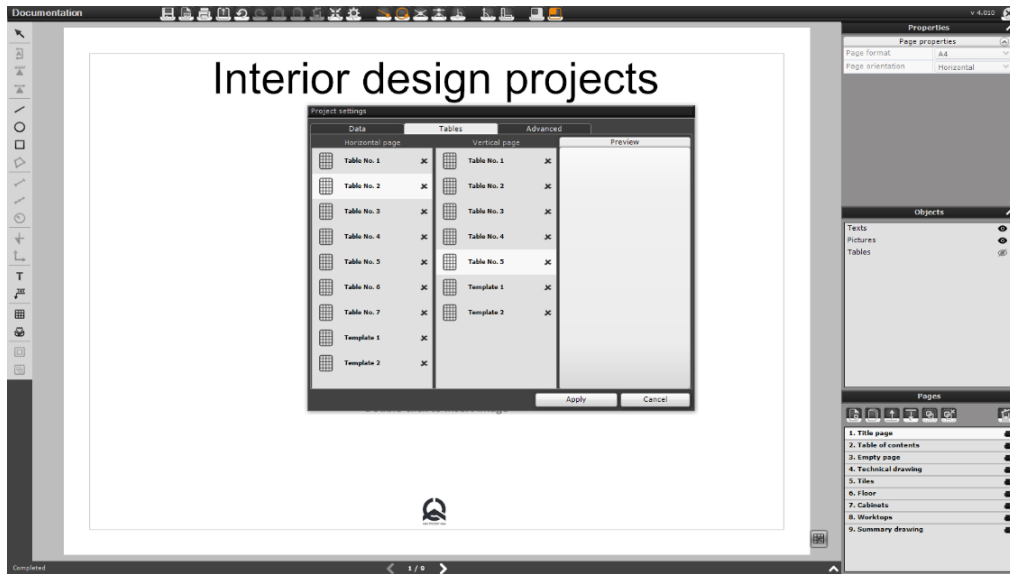 Documentation
v 4.010
Properties
Page properties
Page format A4
Page orientation Horizontal
Interior design projects
Project settings
Data Tables Advanced
Horizontal page Vertical page Preview
Table No. 1 Table No. 1
Table No. 2 Table No. 2
Table No. 3 Table No. 3
Table No. 4 Table No. 4
Table No. 5 Table No. 5
Table No. 6 Template 1
Table No. 7 Template 2
Template 1
Template 2
Apply Cancel
Objects
Texts
Pictures
Tables
Pages
1. Title page
2. Table of contents
3. Empty page
4. Technical drawing
5. Tiles
6. Floor
7. Cabinets
8. Worktops
9. Summary drawing
Completed
1 / 9